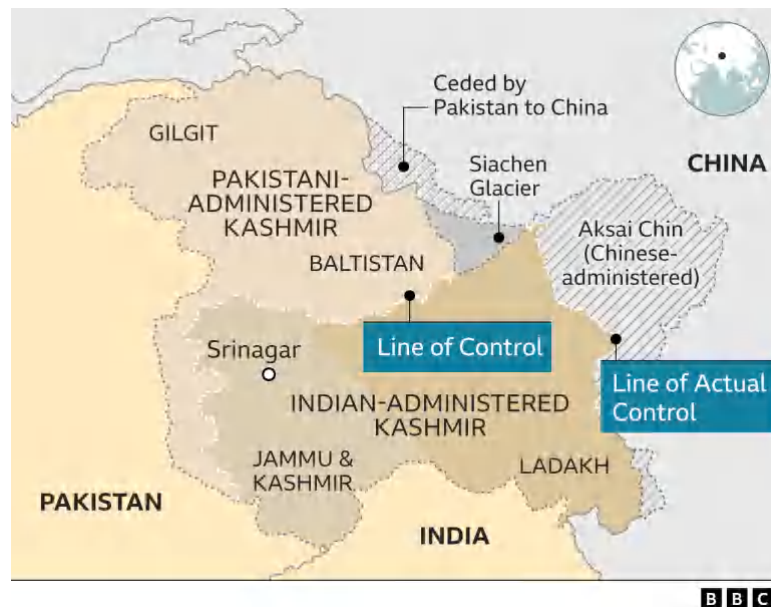 Ceded by
Pakistan to China
GILGIT
CHINA
Siachen
Glacier
PAKISTANI-
ADMINISTERED
KASHMIR
Aksai Chin
(Chinese-
administered)
BALTISTAN
Srinagar
Line of Control
Line of Actual
Control
INDIAN-ADMINISTERED
KASHMIR
JAMMU &
KASHMIR
LADAKH
PAKISTAN
INDIA
BBC